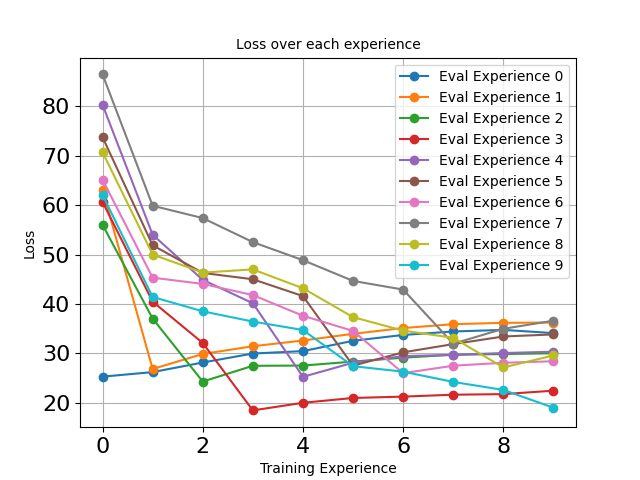 Loss over each experience
Eval Experience 0
Eval Experience 1
Eval Experience 2
Eval Experience 3
Eval Experience 4
Eval Experience 5
Eval Experience 6
Eval Experience 7
Eval Experience 8
Eval Experience 9
80
70
60
50
40
30
20
Loss
0 2 4 6 8
Training Experience